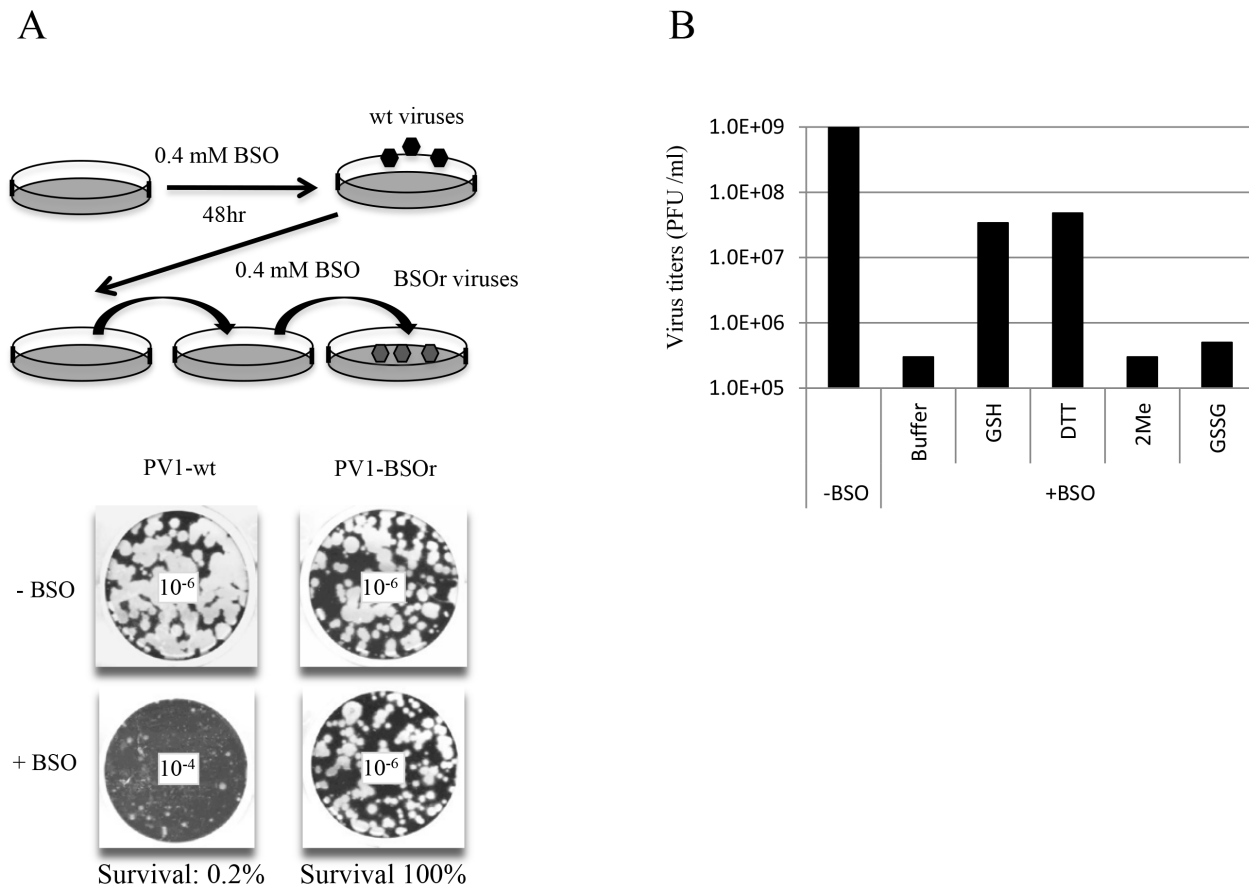 A
wt viruses
0.4 mM BSO
48hr
0.4 mM BSO
BSOr viruses
PV1-wt PV1-BSOr
- BSO
10-6 10-6
+ BSO
10-4 10-6
Survival: 0.2% Survival 100%
B
Virus titers (PFU /ml)
1.0E+09
1.0E+08
1.0E+07
1.0E+06
1.0E+05
Buffer
GSH
DTT
2Me
GSSG
-BSO +BSO